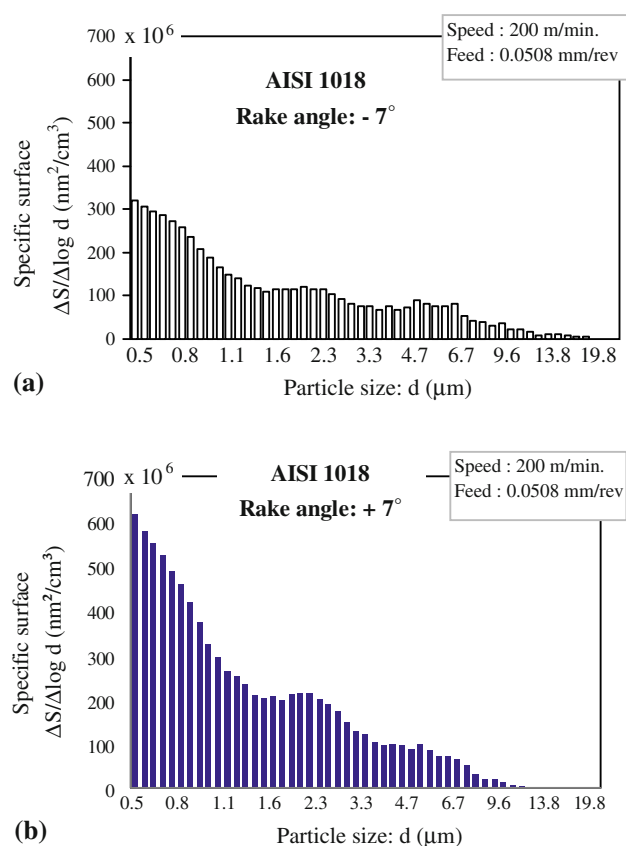 700 x 10⁶
Speed : 200 m/min.
Feed : 0.0508 mm/rev
AISI 1018
Rake angle: - 7°
600
500
400
300
200
100
0
Specific surface
ΔS/Δlog d (nm²/cm³)
0.5 0.8 1.1 1.6 2.3 3.3 4.7 6.7 9.6 13.8 19.8
(a)
Particle size: d (μm)
700 x 10⁶
AISI 1018
Speed : 200 m/min.
Feed : 0.0508 mm/rev
Rake angle: + 7°
600
500
400
300
200
100
0
Specific surface
ΔS/Δlog d (nm²/cm³)
0.5 0.8 1.1 1.6 2.3 3.3 4.7 6.7 9.6 13.8 19.8
(b)
Particle size: d (μm)